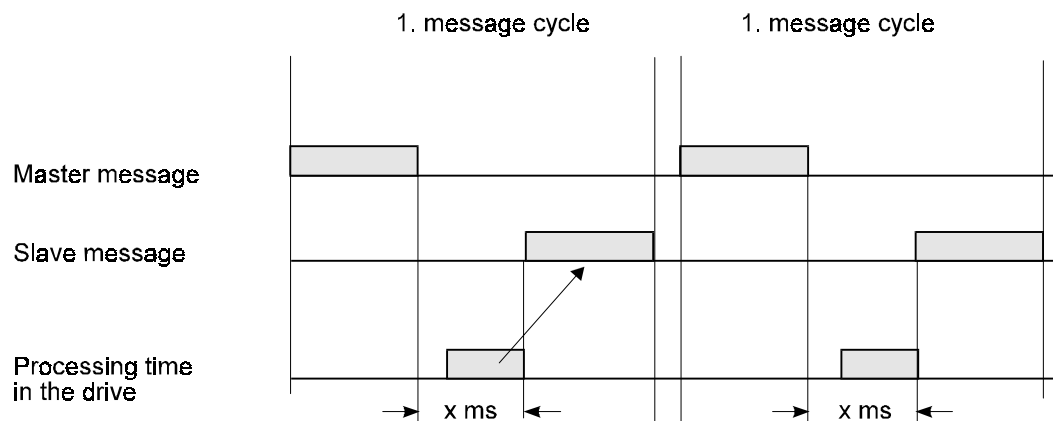 1. message cycle
1. message cycle
Master message
Slave message
Processing time
in the drive
x ms
x ms